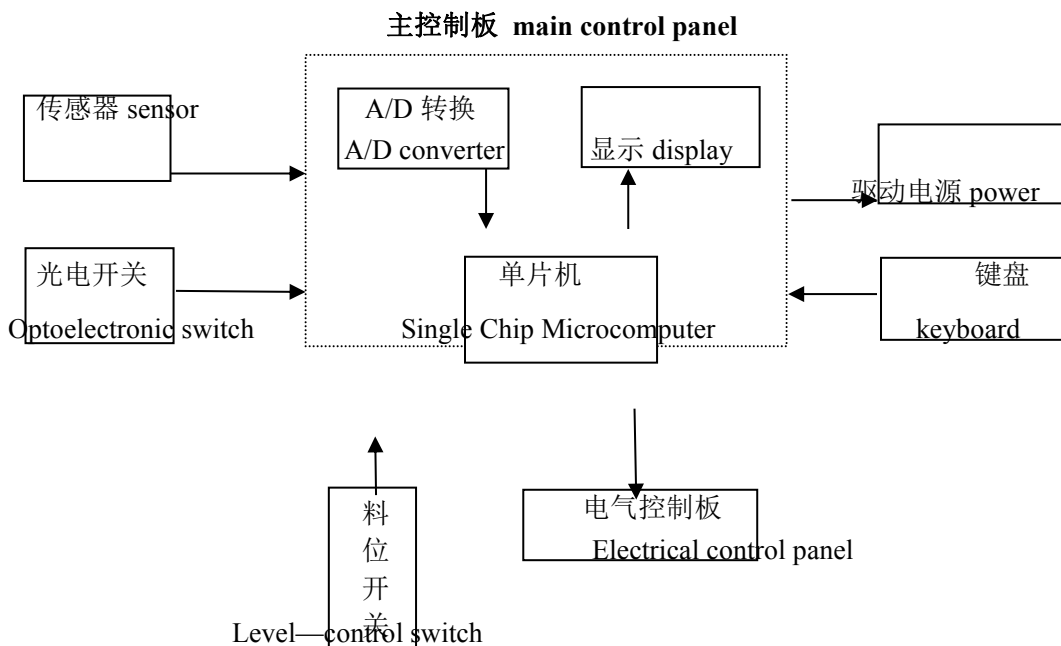 主控制板 main control panel
传感器 sensor
A/D 转换
A/D converter
显示 display
驱动电源 power
光电开关
Optoelectronic switch
单片机
Single Chip Microcomputer
键盘
keyboard
料
位
开
关
Level—control switch
电气控制板
Electrical control panel